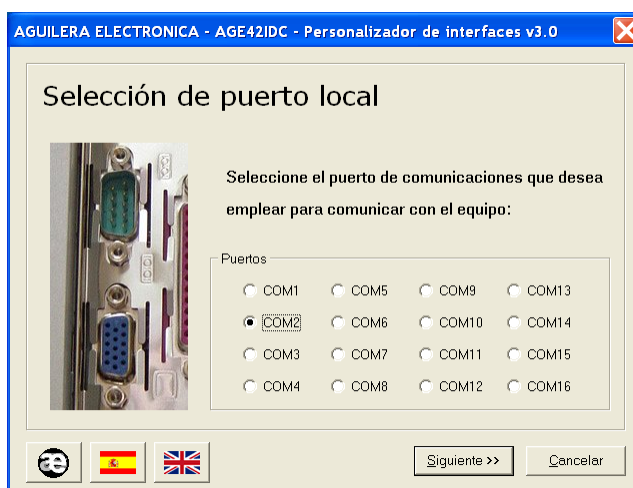 AGUILERA ELECTRONICA - AGE42IDC - Personalizador de interfaces v3.0
Selección de puerto local
Seleccione el puerto de comunicaciones que desea
emplear para comunicar con el equipo:
Puertos
COM1 COM5 COM9 COM13
COM2 COM6 COM10 COM14
COM3 COM7 COM11 COM15
COM4 COM8 COM12 COM16
æ
Siguiente >> Cancelar